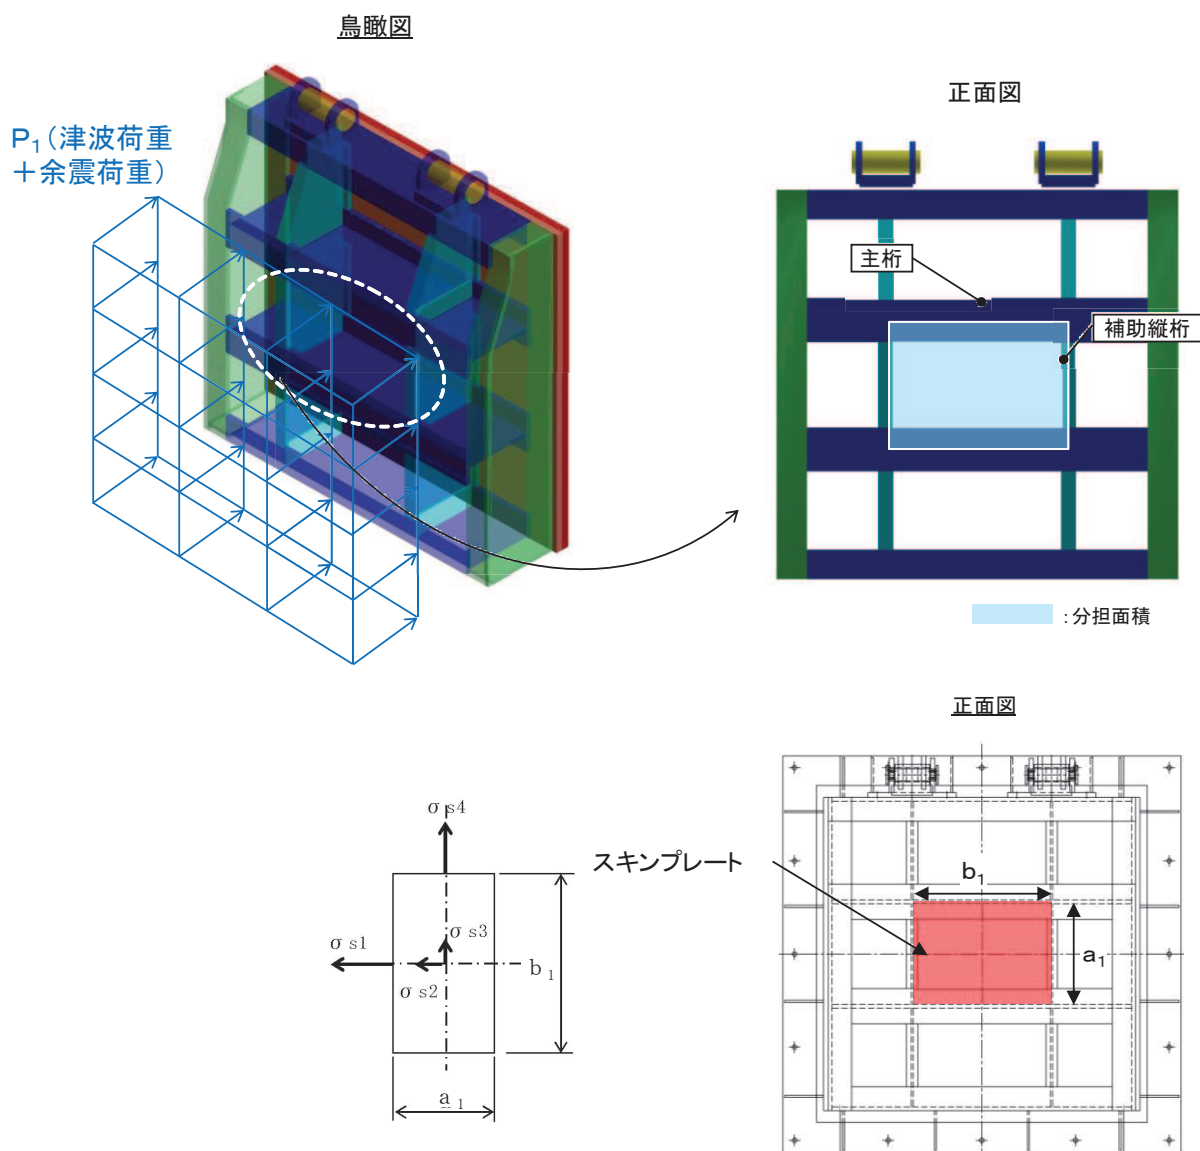 鳥瞰図
P₁(津波荷重
＋余震荷重)
正面図
主桁
補助縦桁
:分担面積
正面図
スキンプレート
b₁
a₁
σ s4
σ s3
σ s1
σ s2
b ₁
a ₁